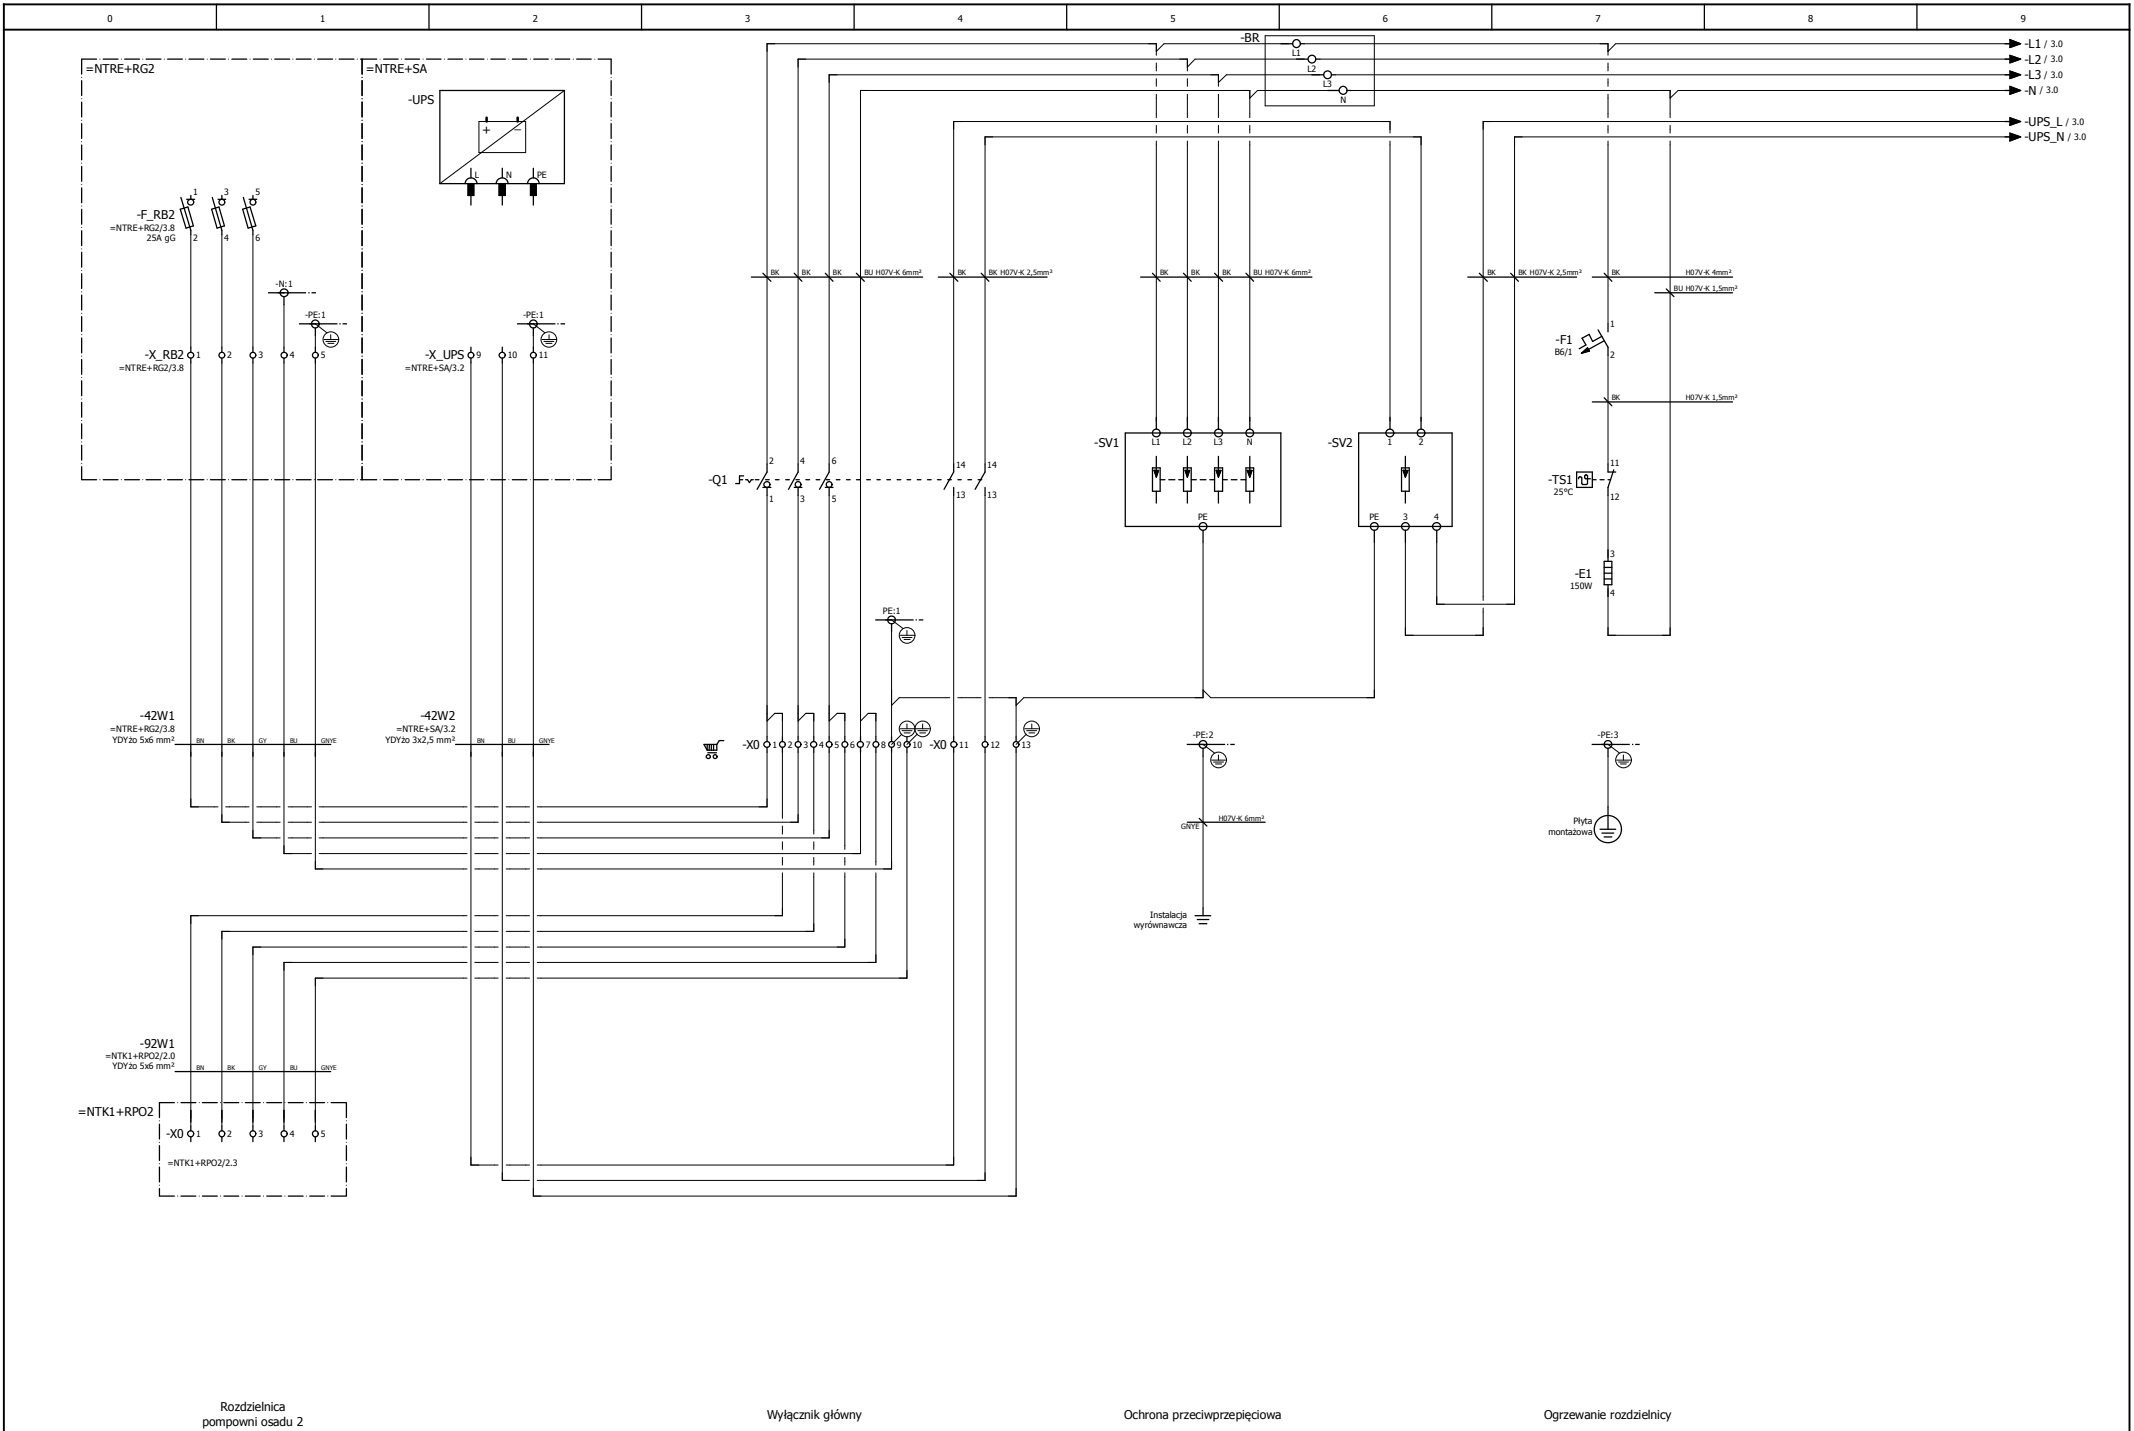 0 1 2 3 4 5 6 7 8 9
-BR
L1
L2
L3
N
-L1 / 3.0
-L2 / 3.0
-L3 / 3.0
-N / 3.0
-UPS_L / 3.0
-UPS_N / 3.0
=NTRE+RG2
=NTRE+SA
-UPS
+ −
L N PE
1 3 5
-F_RB2
=NTRE+RG2/3.8
25A gG
2 4 6
-N:1
-PE:1
-PE:1
-X_RB2 1 2 3 4 5
=NTRE+RG2/3.8
-X_UPS 9 10 11
=NTRE+SA/3.2
BK BK BK BU H07V-K 6mm²
BK BK H07V-K 2,5mm²
BK BK BK BU H07V-K 6mm²
BK BK H07V-K 2,5mm²
BK H07V-K 4mm²
BU H07V-K 1,5mm²
-F1
B6/1
1
2
BK H07V-K 1,5mm²
-Q1
2 4 6 14 14
1 3 5 13 13
-SV1
L1 L2 L3 N
PE
-SV2
1 2
PE 3 4
-TS1
25°C
11
12
-E1
150W
3
4
PE:1
-42W1
=NTRE+RG2/3.8
YDYżo 5x6 mm²
BN BK GY BU GNYE
-42W2
=NTRE+SA/3.2
YDYżo 3x2,5 mm²
BN BU GNYE
-X0 1 2 3 4 5 6 7 8 9 10 -X0 11 12 13
-PE:2
-PE:3
GNYE H07V-K 6mm²
Płyta
montażowa
Instalacja
wyrównawcza
-92W1
=NTK1+RPO2/2.0
YDYżo 5x6 mm²
BN BK GY BU GNYE
=NTK1+RPO2
-X0 1 2 3 4 5
=NTK1+RPO2/2.3
Rozdzielnica
pompowni osadu 2
Wyłącznik główny
Ochrona przeciwprzepięciowa
Ogrzewanie rozdzielnicy